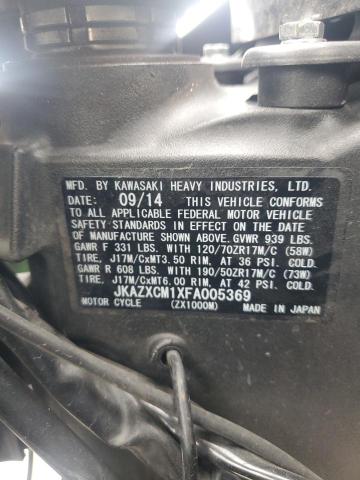 MFD. BY KAWASAKI HEAVY INDUSTRIES, LTD.
DATE: 09/14 THIS VEHICLE CONFORMS
TO ALL APPLICABLE FEDERAL MOTOR VEHICLE
SAFETY STANDARDS IN EFFECT ON THE DATE
OF MANUFACTURE SHOWN ABOVE. GVWR 939 LBS.
GAWR F 331 LBS. WITH 120/70ZR17M/C (58W)
TIRE, J17M/CxMT3.50 RIM, AT 36 PSI COLD.
GAWR R 608 LBS. WITH 190/50ZR17M/C (73W)
TIRE, J17M/CxMT6.00 RIM, AT 42 PSI COLD.
JKAZXCM1XFA005369
MOTOR CYCLE (ZX1000M) MADE IN JAPAN